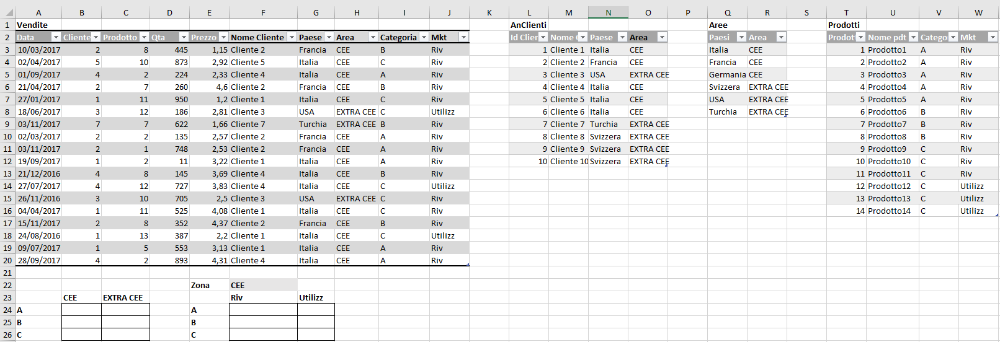 A B C D E F G H I J K L M N O P Q R S T U V W
1 Vendite AnClienti Aree Prodotti
2 Data Cliente Prodotto Qta Prezzo Nome Cliente Paese Area Categoria Mkt Id Clier Nome Paese Area Paesi Area Prodott Nome pdt Catego Mkt
3 10/03/2017 2 8 445 1,15 Cliente 2 Francia CEE B Riv 1 Cliente 1 Italia CEE Italia CEE 1 Prodotto1 A Riv
4 02/04/2017 5 10 873 2,92 Cliente 5 Italia CEE C Riv 2 Cliente 2 Francia CEE Francia CEE 2 Prodotto2 A Riv
5 01/09/2017 4 2 224 2,33 Cliente 4 Italia CEE A Riv 3 Cliente 3 USA EXTRA CEE Germania CEE 3 Prodotto3 A Riv
6 21/04/2017 2 7 260 4,6 Cliente 2 Francia CEE B Riv 4 Cliente 4 Italia CEE Svizzera EXTRA CEE 4 Prodotto4 A Riv
7 27/01/2017 1 11 950 1,2 Cliente 1 Italia CEE C Riv 5 Cliente 5 Italia CEE USA EXTRA CEE 5 Prodotto5 A Riv
8 18/06/2017 3 12 186 2,81 Cliente 3 USA EXTRA CEE C Utilizz 6 Cliente 6 Italia CEE Turchia EXTRA CEE 6 Prodotto6 B Riv
9 03/11/2017 7 7 622 1,66 Cliente 7 Turchia EXTRA CEE B Riv 7 Cliente 7 Turchia EXTRA CEE 7 Prodotto7 B Riv
10 02/03/2017 2 2 135 2,57 Cliente 2 Francia CEE A Riv 8 Cliente 8 Svizzera EXTRA CEE 8 Prodotto8 B Riv
11 03/11/2017 2 1 748 2,53 Cliente 2 Francia CEE A Riv 9 Cliente 9 Svizzera EXTRA CEE 9 Prodotto9 C Riv
12 19/09/2017 1 2 11 3,22 Cliente 1 Italia CEE A Riv 10 Cliente 10 Svizzera EXTRA CEE 10 Prodotto10 C Riv
13 21/12/2016 4 8 145 3,69 Cliente 4 Italia CEE B Riv 11 Prodotto11 C Riv
14 27/07/2017 4 12 727 3,83 Cliente 4 Italia CEE C Utilizz 12 Prodotto12 C Utilizz
15 26/11/2016 3 10 705 2,5 Cliente 3 USA EXTRA CEE C Riv 13 Prodotto13 C Utilizz
16 04/04/2017 1 11 525 4,08 Cliente 1 Italia CEE C Riv 14 Prodotto14 C Utilizz
17 15/11/2017 2 8 352 4,37 Cliente 2 Francia CEE B Riv
18 24/08/2016 1 13 387 2,2 Cliente 1 Italia CEE C Utilizz
19 09/07/2017 1 5 553 3,13 Cliente 1 Italia CEE A Riv
20 28/09/2017 4 2 893 4,31 Cliente 4 Italia CEE A Riv
21
22 Zona CEE
23 CEE EXTRA CEE Riv Utilizz
24 A A
25 B B
26 C C